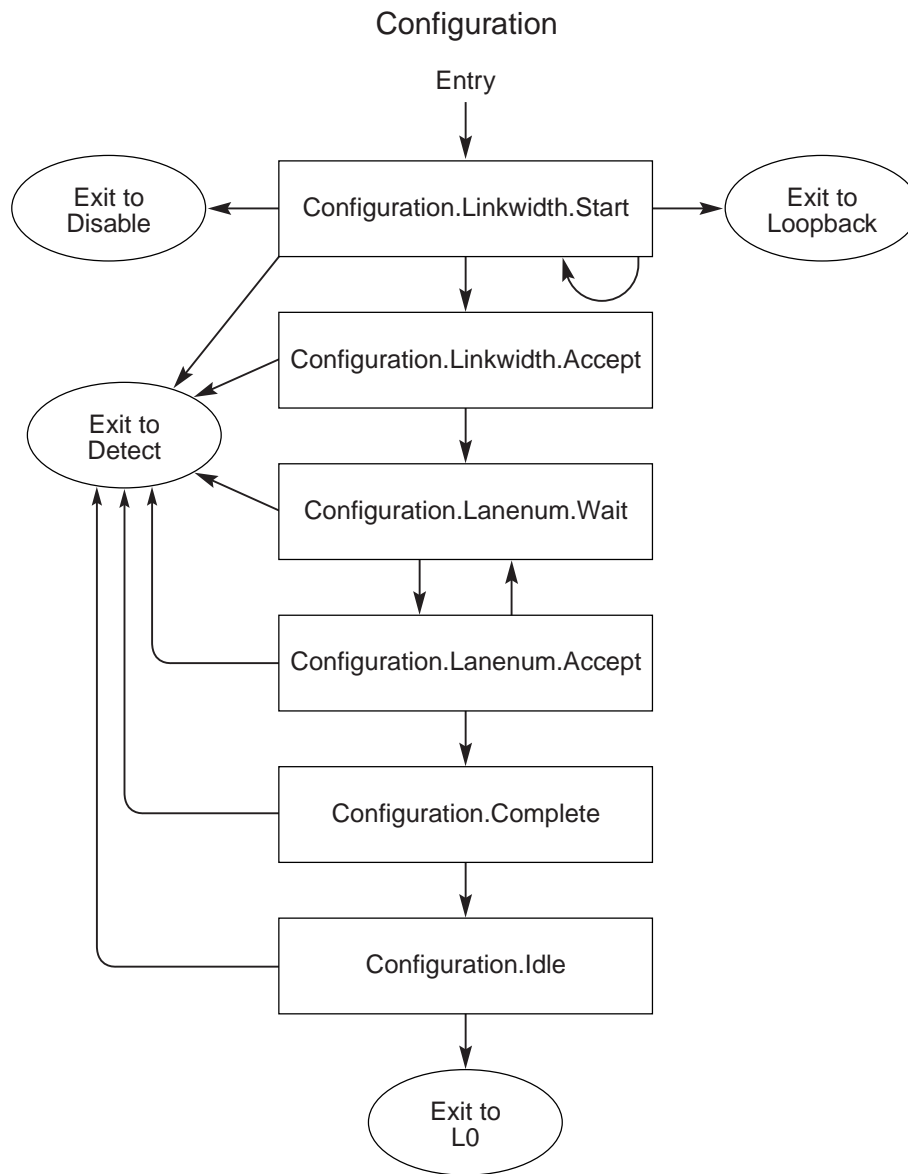 Configuration
Entry
Exit to
Disable
Configuration.Linkwidth.Start
Exit to
Loopback
Configuration.Linkwidth.Accept
Exit to
Detect
Configuration.Lanenum.Wait
Configuration.Lanenum.Accept
Configuration.Complete
Configuration.Idle
Exit to
L0